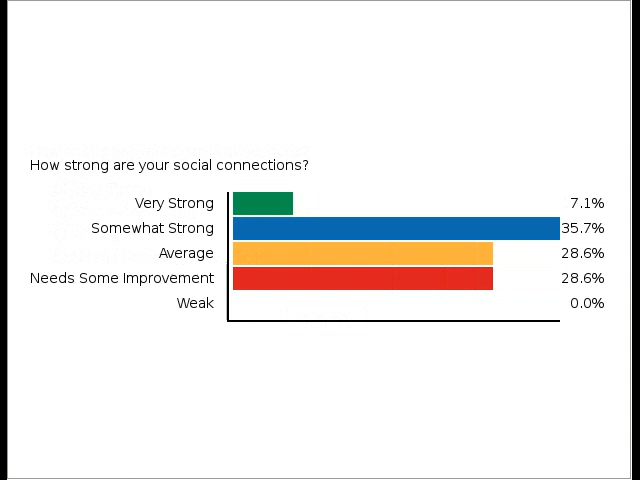 How strong are your social connections?
Very Strong 7.1%
Somewhat Strong 35.7%
Average 28.6%
Needs Some Improvement 28.6%
Weak 0.0%